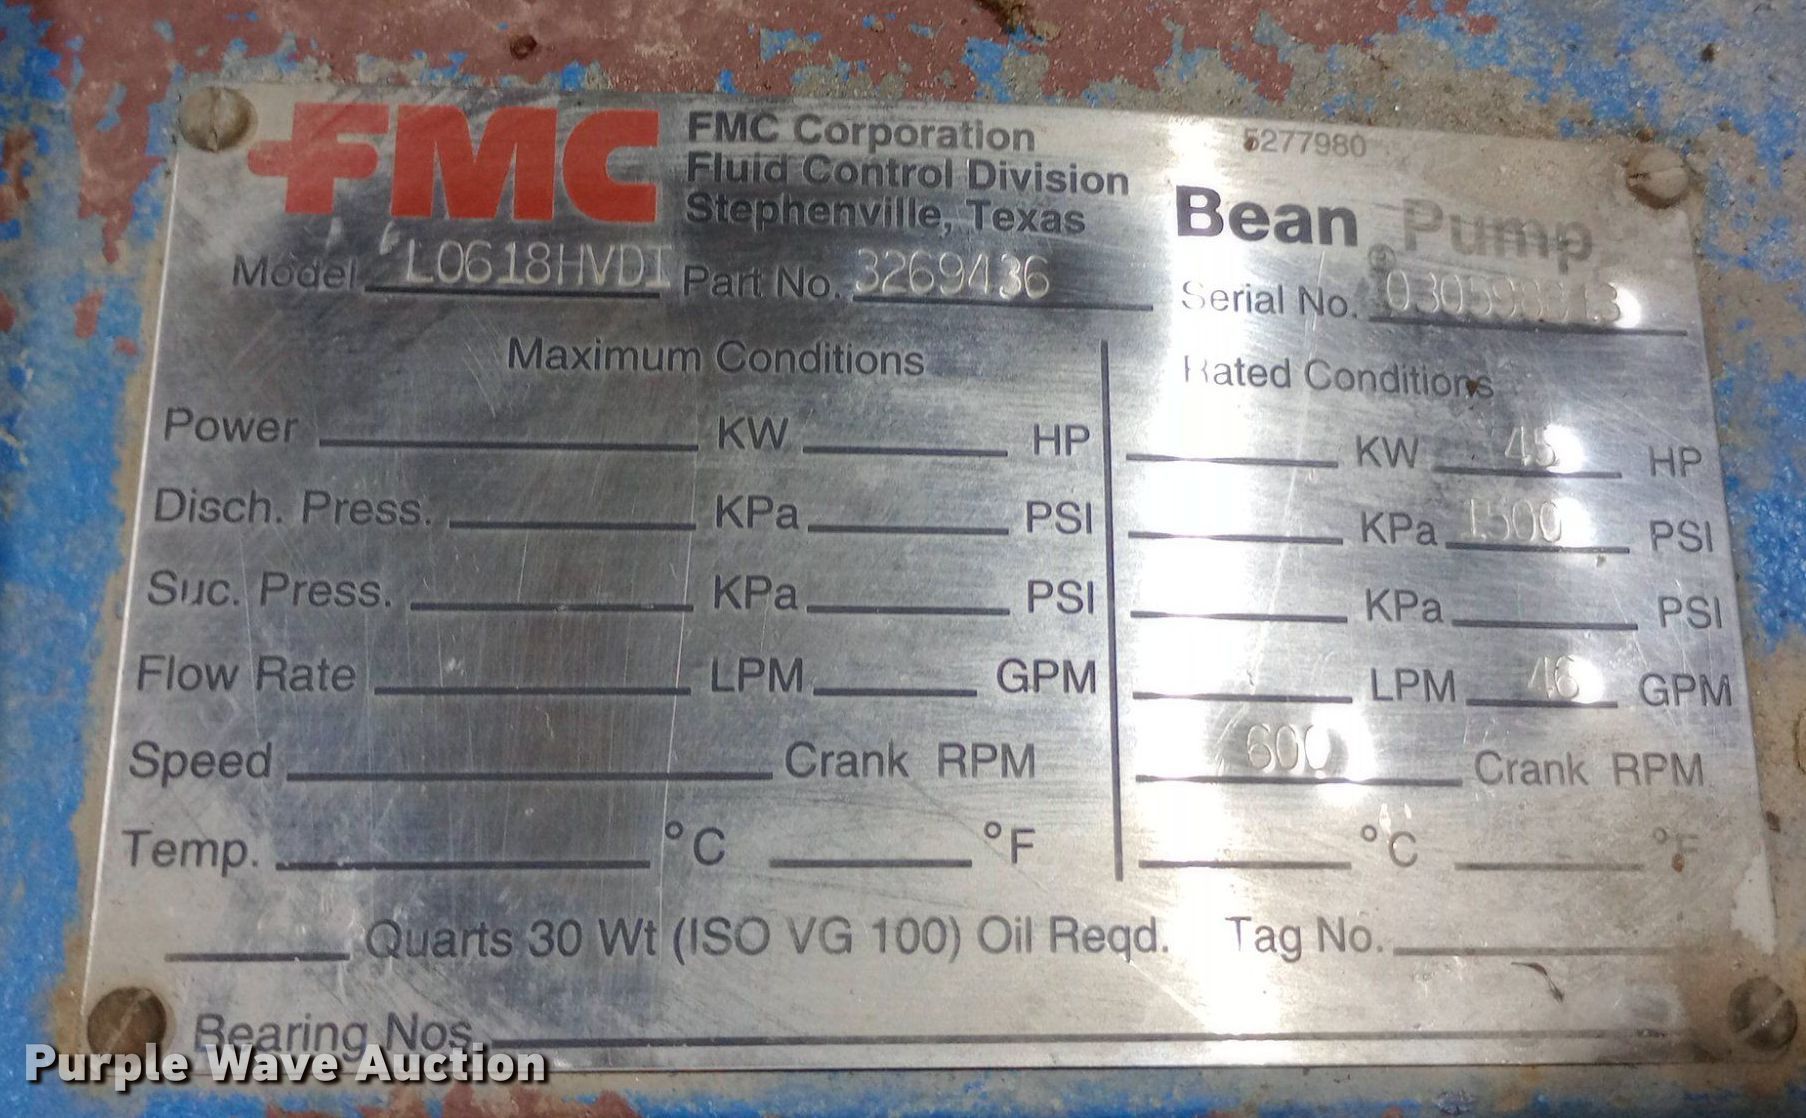 FMC
FMC Corporation
Fluid Control Division
Stephenville, Texas
5277980
Bean® Pump
Model L0618HVDI Part No. 3269436
Serial No.
Maximum Conditions
Rated Conditions
Power KW HP KW 45 HP
Disch. Press. KPa PSI KPa 1500 PSI
Suc. Press. KPa PSI KPa PSI
Flow Rate LPM GPM LPM 46 GPM
Speed Crank RPM 600 Crank RPM
Temp. °C °F °C °F
Quarts 30 Wt (ISO VG 100) Oil Reqd. Tag No.
Bearing Nos.
Purple Wave Auction